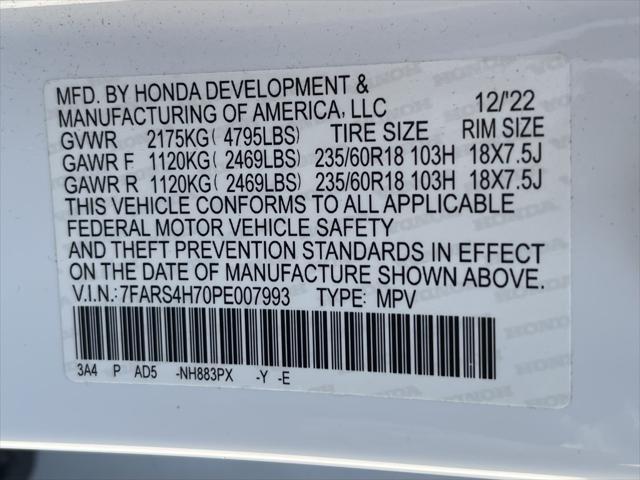 MFD. BY HONDA DEVELOPMENT &
MANUFACTURING OF AMERICA, LLC 12/'22
GVWR 2175KG( 4795LBS) TIRE SIZE RIM SIZE
GAWR F 1120KG( 2469LBS) 235/60R18 103H 18X7.5J
GAWR R 1120KG( 2469LBS) 235/60R18 103H 18X7.5J
THIS VEHICLE CONFORMS TO ALL APPLICABLE
FEDERAL MOTOR VEHICLE SAFETY
AND THEFT PREVENTION STANDARDS IN EFFECT
ON THE DATE OF MANUFACTURE SHOWN ABOVE.
V.I.N.:7FARS4H70PE007993 TYPE: MPV
3A4 P AD5 -NH883PX -Y -E